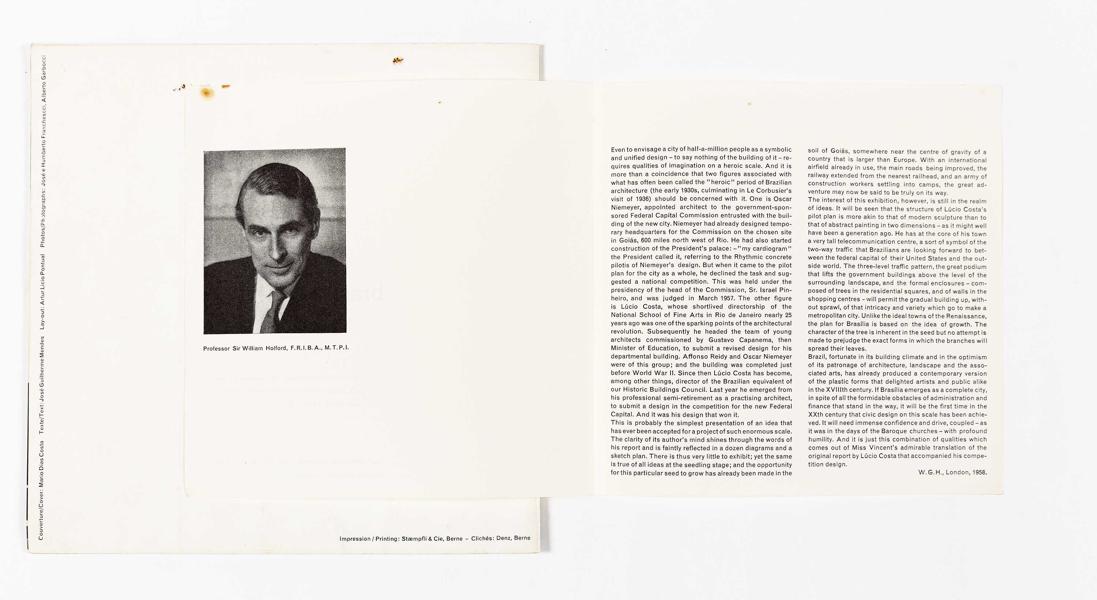 Couverture/Cover: Mario Dias Costa Texte/Text: José Guilherme Mendes Lay-out: Artur Licio Pontual Photos/Photographs: José e Humberto Franchescci, Alberto Garbocci
Professor Sir William Holford, F.R.I.B.A., M.T.P.I.
Impression / Printing: Stæmpfli & Cie, Berne – Clichés: Denz, Berne
Even to envisage a city of half-a-million people as a symbolic
and unified design – to say nothing of the building of it – re-
quires qualities of imagination on a heroic scale. And it is
more than a coincidence that two figures associated with
what has often been called the "heroic" period of Brazilian
architecture (the early 1930s, culminating in Le Corbusier's
visit of 1936) should be concerned with it. One is Oscar
Niemeyer, appointed architect to the government-spon-
sored Federal Capital Commission entrusted with the buil-
ding of the new city. Niemeyer had already designed tempo-
rary headquarters for the Commission on the chosen site
in Goiás, 600 miles north west of Rio. He had also started
construction of the President's palace: –"my cardiogram"
the President called it, referring to the Rhythmic concrete
pilotis of Niemeyer's design. But when it came to the pilot
plan for the city as a whole, he declined the task and sug-
gested a national competition. This was held under the
presidency of the head of the Commission, Sr. Israel Pin-
heiro, and was judged in March 1957. The other figure
is Lúcio Costa, whose shortlived directorship of the
National School of Fine Arts in Rio de Janeiro nearly 25
years ago was one of the sparking points of the architectural
revolution. Subsequently he headed the team of young
architects commissioned by Gustavo Capanema, then
Minister of Education, to submit a revised design for his
departmental building. Affonso Reidy and Oscar Niemeyer
were of this group; and the building was completed just
before World War II. Since then Lúcio Costa has become,
among other things, director of the Brazilian equivalent of
our Historic Buildings Council. Last year he emerged from
his professional semi-retirement as a practising architect,
to submit a design in the competition for the new Federal
Capital. And it was his design that won it.
This is probably the simplest presentation of an idea that
has ever been accepted for a project of such enormous scale.
The clarity of its author's mind shines through the words of
his report and is faintly reflected in a dozen diagrams and a
sketch plan. There is thus very little to exhibit; yet the same
is true of all ideas at the seedling stage; and the opportunity
for this particular seed to grow has already been made in the
soil of Goiás, somewhere near the centre of gravity of a
country that is larger than Europe. With an international
airfield already in use, the main roads being improved, the
railway extended from the nearest railhead, and an army of
construction workers settling into camps, the great ad-
venture may now be said to be truly on its way.
The interest of this exhibition, however, is still in the realm
of ideas. It will be seen that the structure of Lúcio Costa's
pilot plan is more akin to that of modern sculpture than to
that of abstract painting in two dimensions – as it might well
have been a generation ago. He has at the core of his town
a very tall telecommunication centre, a sort of symbol of the
two-way traffic that Brazilians are looking forward to bet-
ween the federal capital of their United States and the out-
side world. The three-level traffic pattern, the great podium
that lifts the government buildings above the level of the
surrounding landscape, and the formal enclosures – com-
posed of trees in the residential squares, and of walls in the
shopping centres – will permit the gradual building up, with-
out sprawl, of that intricacy and variety which go to make a
metropolitan city. Unlike the ideal towns of the Renaissance,
the plan for Brasília is based on the idea of growth. The
character of the tree is inherent in the seed but no attempt is
made to prejudge the exact forms in which the branches will
spread their leaves.
Brazil, fortunate in its building climate and in the optimism
of its patronage of architecture, landscape and the asso-
ciated arts, has already produced a contemporary version
of the plastic forms that delighted artists and public alike
in the XVIIIth century. If Brasília emerges as a complete city,
in spite of all the formidable obstacles of administration and
finance that stand in the way, it will be the first time in the
XXth century that civic design on this scale has been achie-
ved. It will need immense confidence and drive, coupled – as
it was in the days of the Baroque churches – with profound
humility. And it is just this combination of qualities which
comes out of Miss Vincent's admirable translation of the
original report by Lúcio Costa that accompanied his compe-
tition design.
W. G. H., London, 1958.